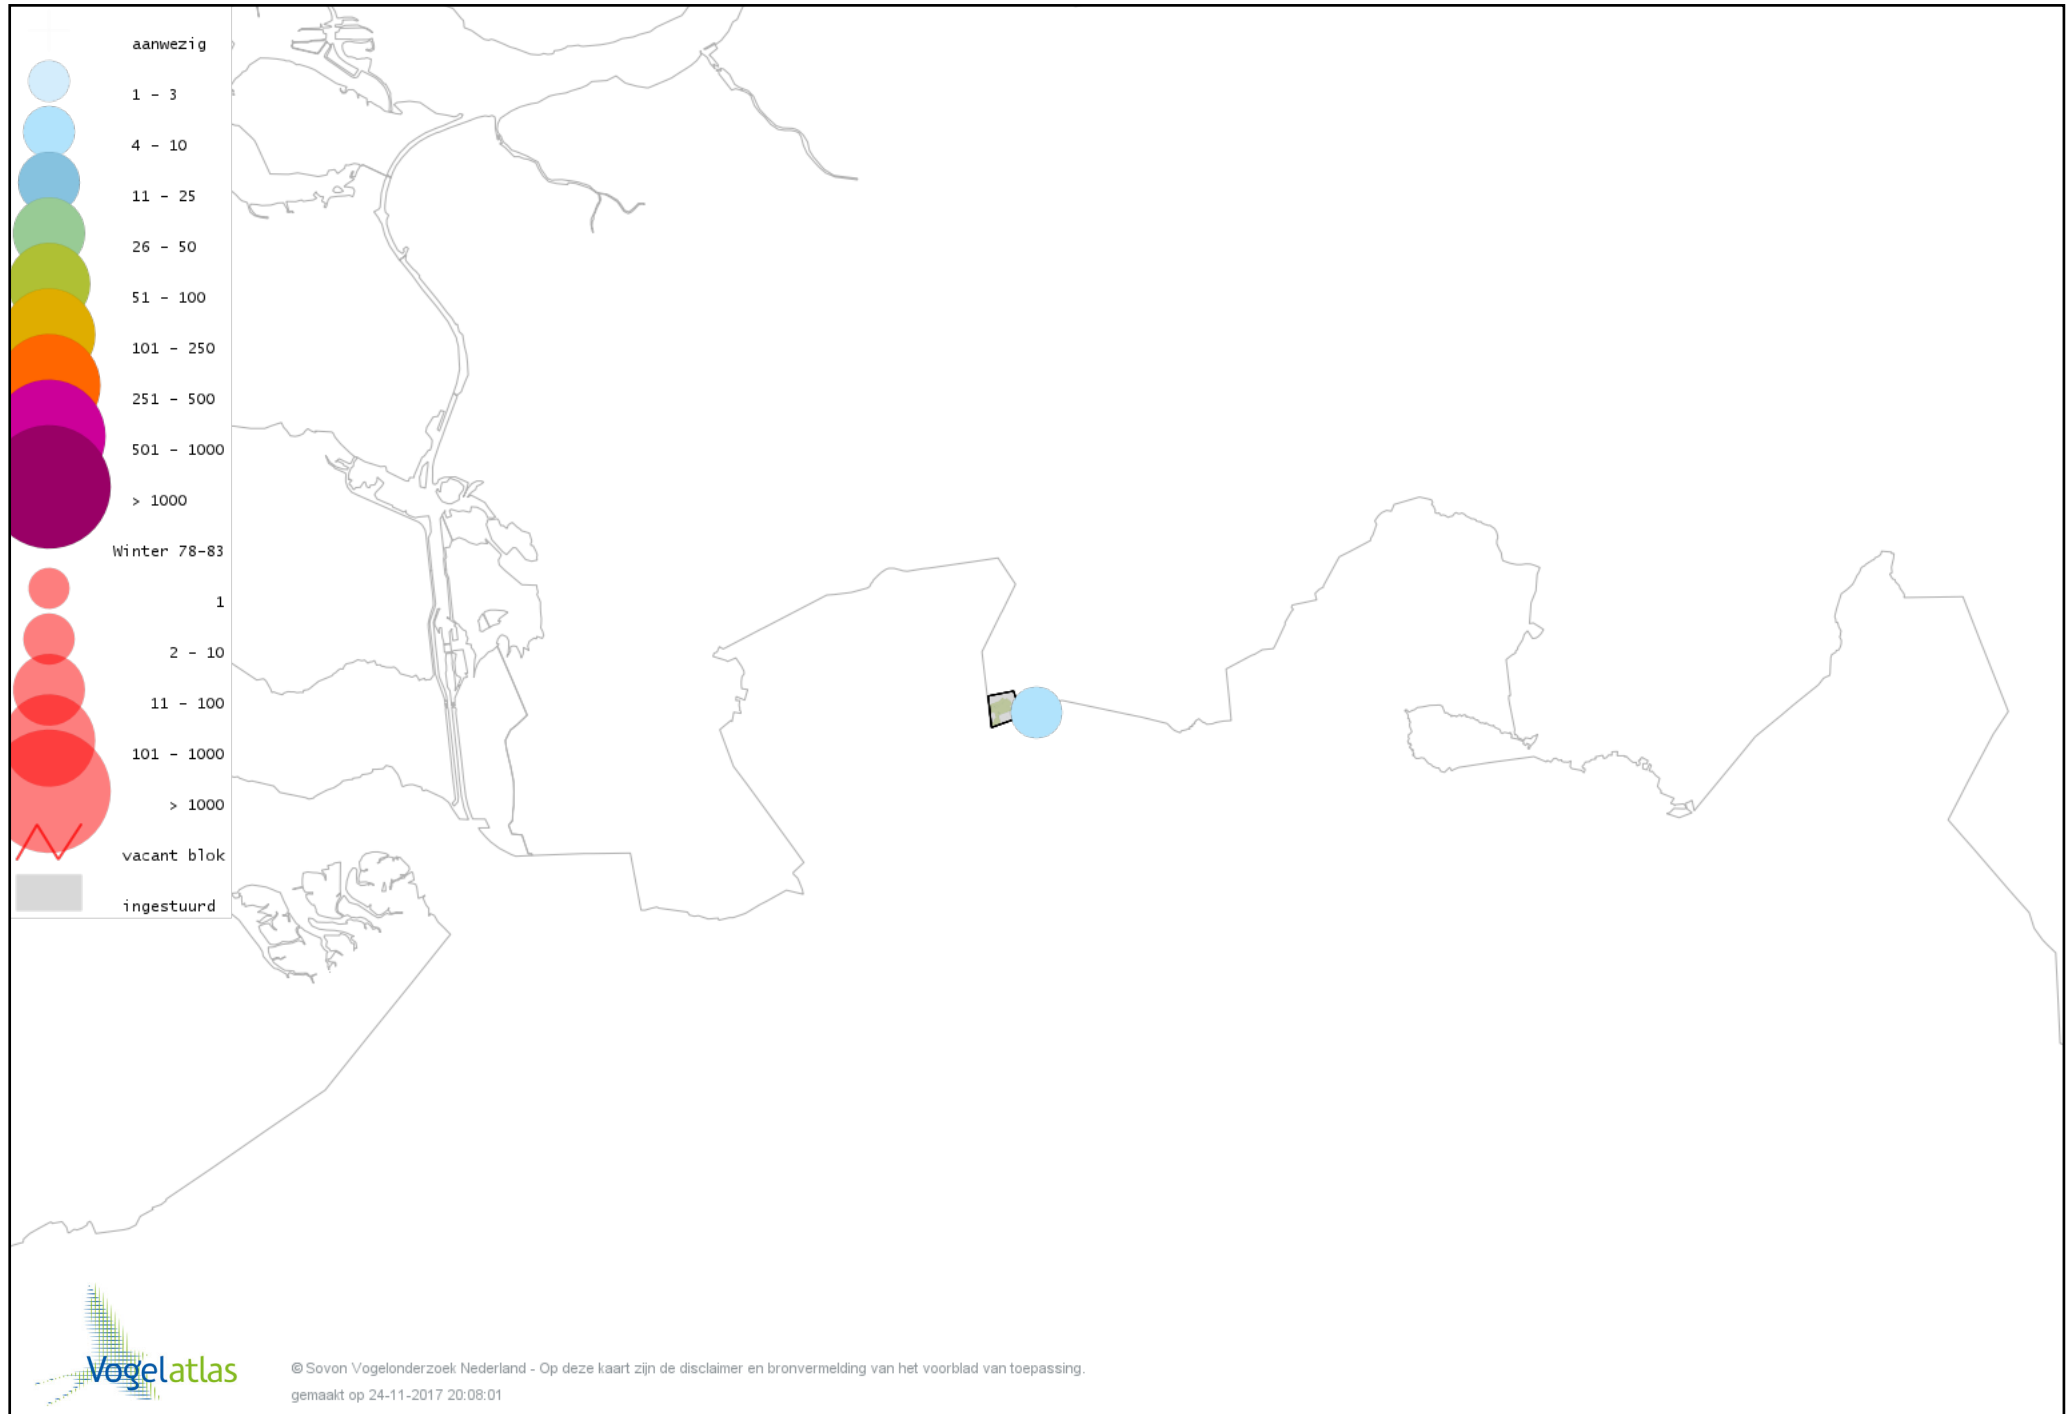 aanwezig
1 - 3
4 - 10
11 - 25
26 - 50
51 - 100
101 - 250
251 - 500
501 - 1000
> 1000
Winter 78-83
1
2 - 10
11 - 100
101 - 1000
> 1000
vacant blok
ingestuurd
Vogelatlas
© Sovon Vogelonderzoek Nederland - Op deze kaart zijn de disclaimer en bronvermelding van het voorblad van toepassing.
gemaakt op 24-11-2017 20:08:01